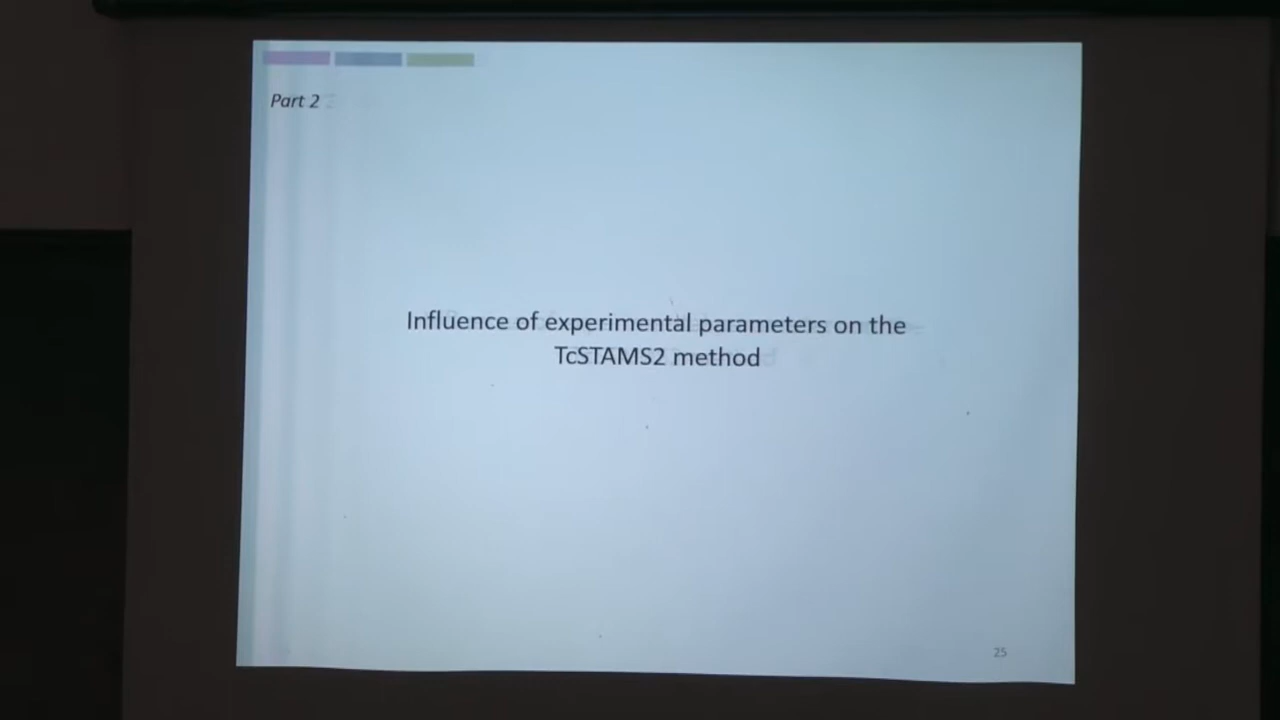 Part 2
Influence of experimental parameters on the
TcSTAMS2 method
25